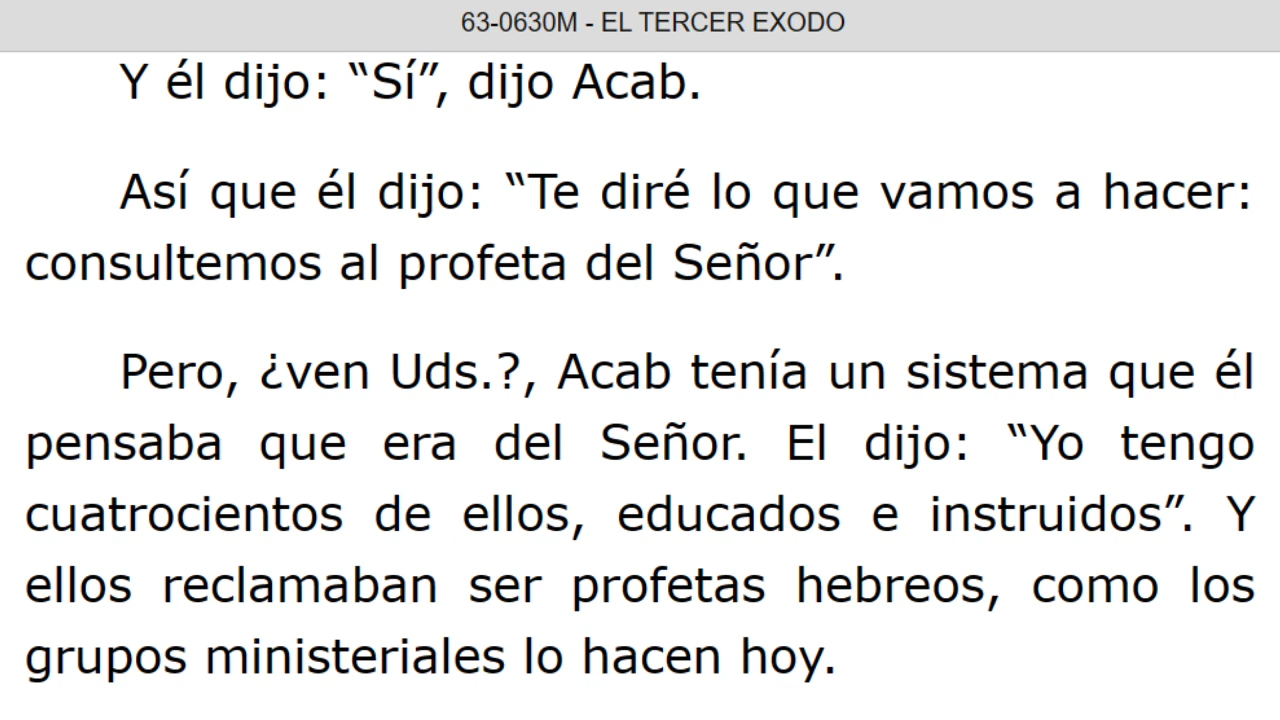 63-0630M - EL TERCER EXODO
Y él dijo: “Sí”, dijo Acab.
Así que él dijo: “Te diré lo que vamos a hacer:
consultemos al profeta del Señor”.
Pero, ¿ven Uds.?, Acab tenía un sistema que él
pensaba que era del Señor. El dijo: “Yo tengo
cuatrocientos de ellos, educados e instruidos”. Y
ellos reclamaban ser profetas hebreos, como los
grupos ministeriales lo hacen hoy.